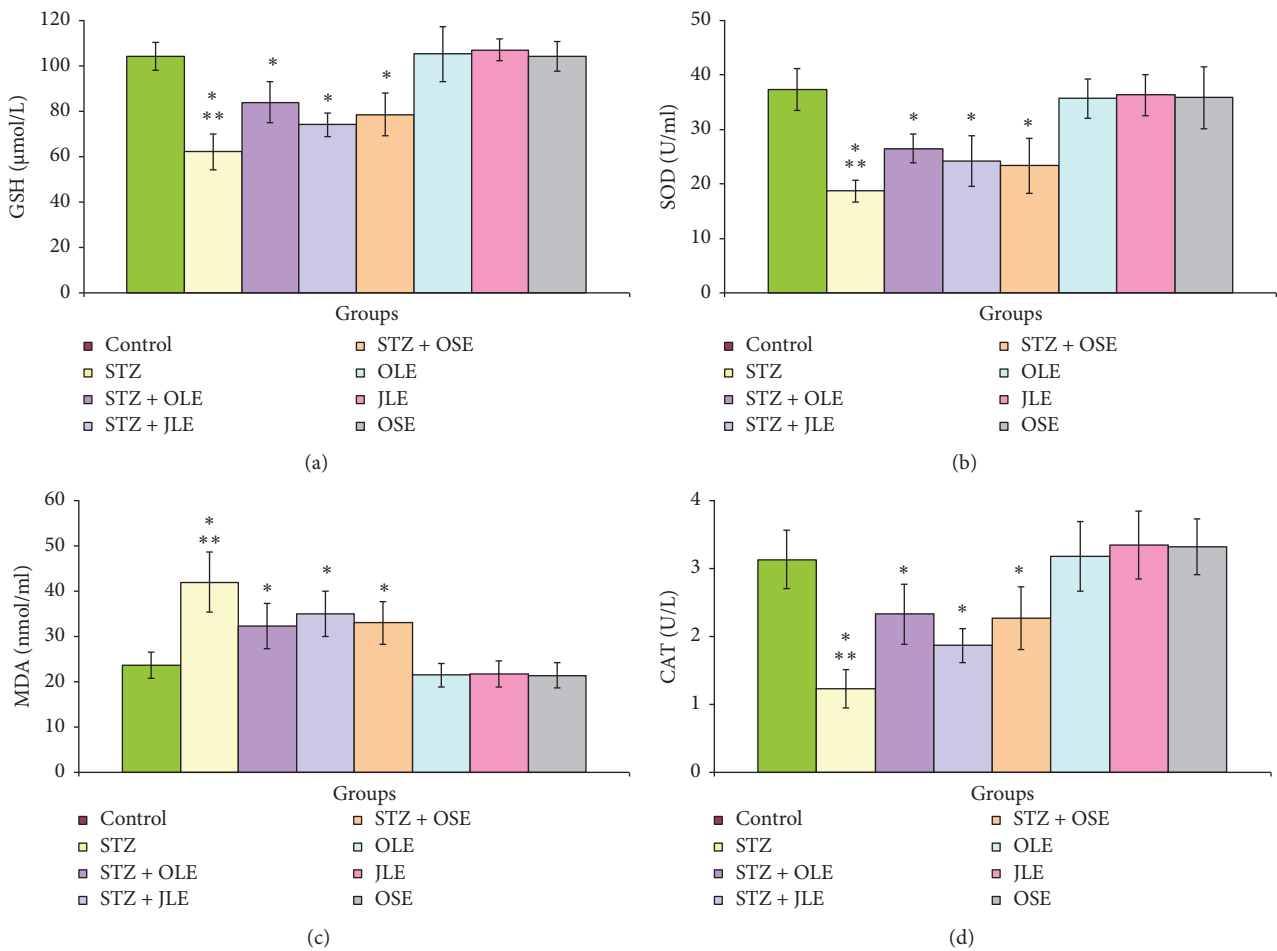 120
100
80
60
40
20
0
GSH (μmol/L)
*
**
*
*
*
Groups
Control
STZ
STZ + OLE
STZ + JLE
STZ + OSE
OLE
JLE
OSE
(a)
50
40
30
20
10
0
SOD (U/ml)
*
**
*
*
*
Groups
Control
STZ
STZ + OLE
STZ + JLE
STZ + OSE
OLE
JLE
OSE
(b)
60
50
40
30
20
10
0
MDA (nmol/ml)
*
**
*
*
*
Groups
Control
STZ
STZ + OLE
STZ + JLE
STZ + OSE
OLE
JLE
OSE
(c)
4
3
2
1
0
CAT (U/L)
*
**
*
*
*
Groups
Control
STZ
STZ + OLE
STZ + JLE
STZ + OSE
OLE
JLE
OSE
(d)